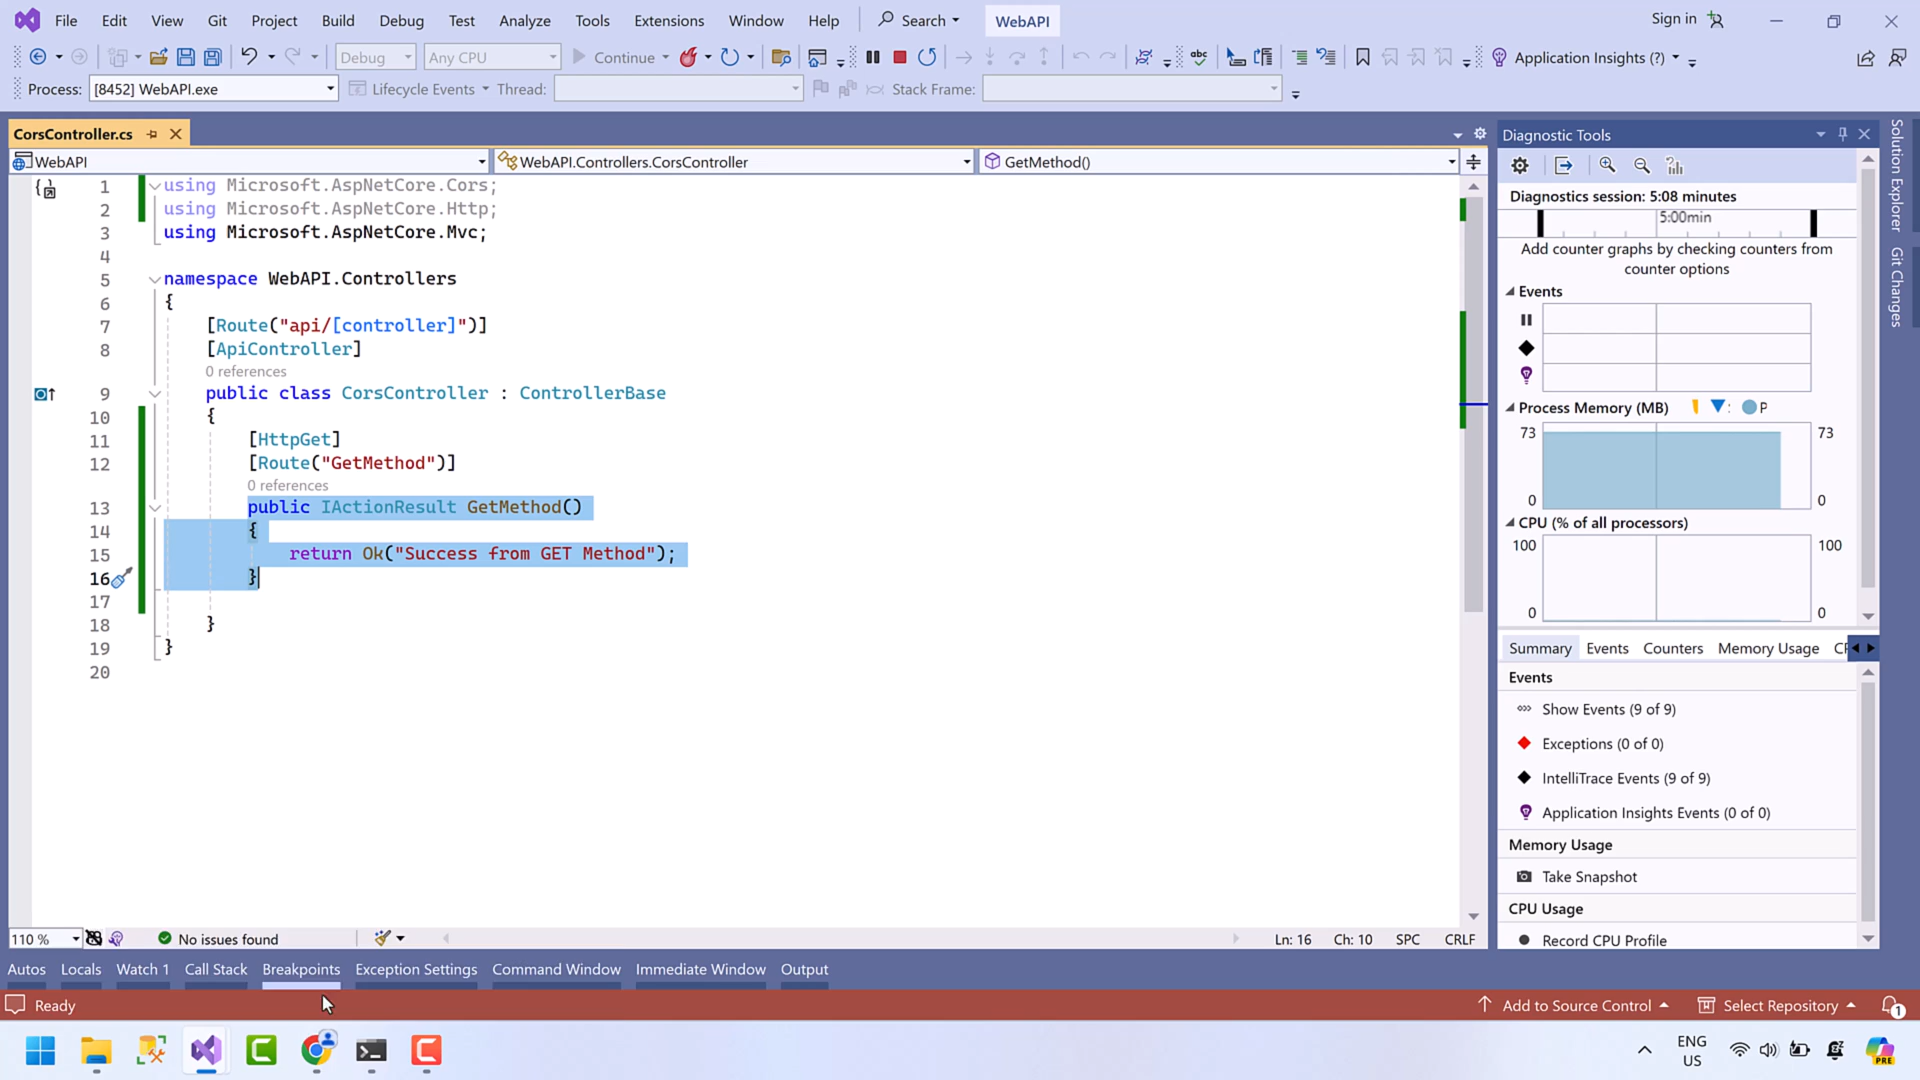 File Edit View Git Project Build Debug Test Analyze Tools Extensions Window Help Search WebAPI Sign in
Debug Any CPU Continue Application Insights (?)
Process: [8452] WebAPI.exe Lifecycle Events Thread: Stack Frame:
CorsController.cs
WebAPI WebAPI.Controllers.CorsController GetMethod()
1 using Microsoft.AspNetCore.Cors;
2 using Microsoft.AspNetCore.Http;
3 using Microsoft.AspNetCore.Mvc;
4
5 namespace WebAPI.Controllers
6 {
7 [Route("api/[controller]")]
8 [ApiController]
0 references
9 public class CorsController : ControllerBase
10 {
11 [HttpGet]
12 [Route("GetMethod")]
0 references
13 public IActionResult GetMethod()
14 {
15 return Ok("Success from GET Method");
16 }
17
18 }
19 }
20
110 % No issues found Ln: 16 Ch: 10 SPC CRLF
Diagnostic Tools
Diagnostics session: 5:08 minutes
5:00min
Add counter graphs by checking counters from
counter options
Events
Process Memory (MB) P
73 73
0 0
CPU (% of all processors)
100 100
0 0
Summary Events Counters Memory Usage
Events
Show Events (9 of 9)
Exceptions (0 of 0)
IntelliTrace Events (9 of 9)
Application Insights Events (0 of 0)
Memory Usage
Take Snapshot
CPU Usage
Record CPU Profile
Solution Explorer
Git Changes
Autos Locals Watch 1 Call Stack Breakpoints Exception Settings Command Window Immediate Window Output
Ready Add to Source Control Select Repository 1
ENG
US
PRE